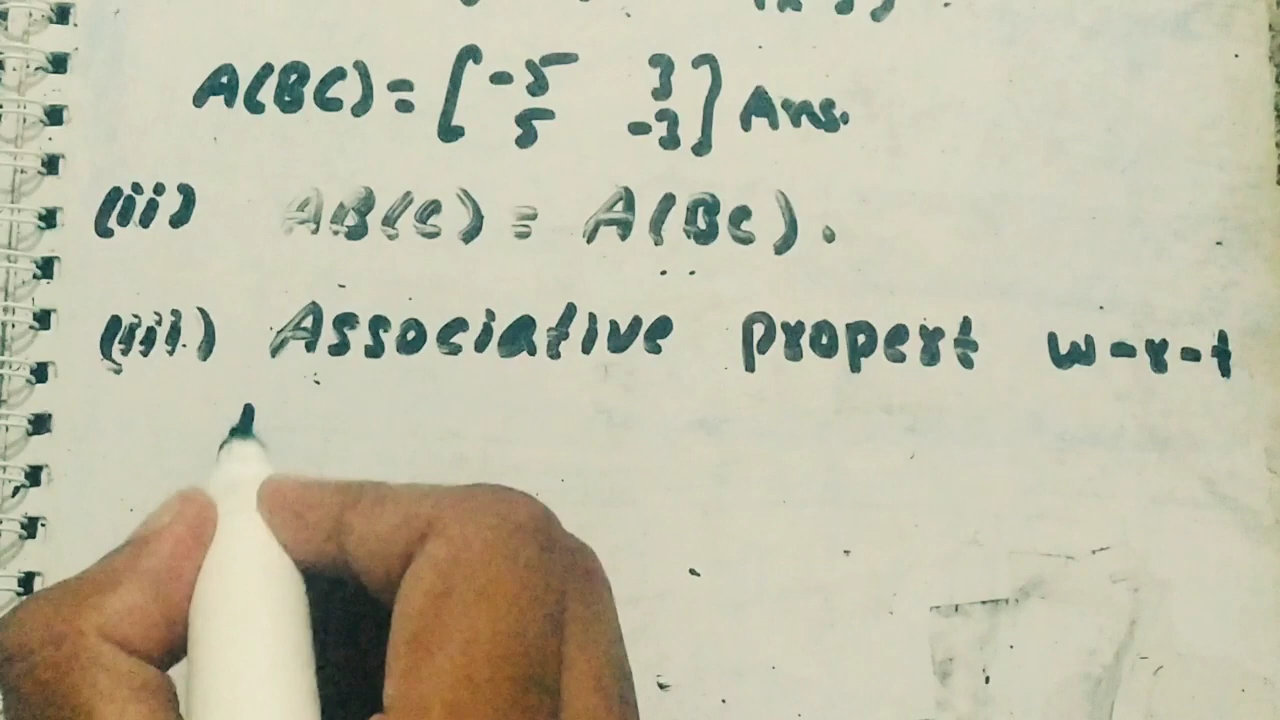 A(BC) = [-5 3
5 -3] Ans.
(ii) AB(C) = A(BC).
(iii) Associative propert w-r-t